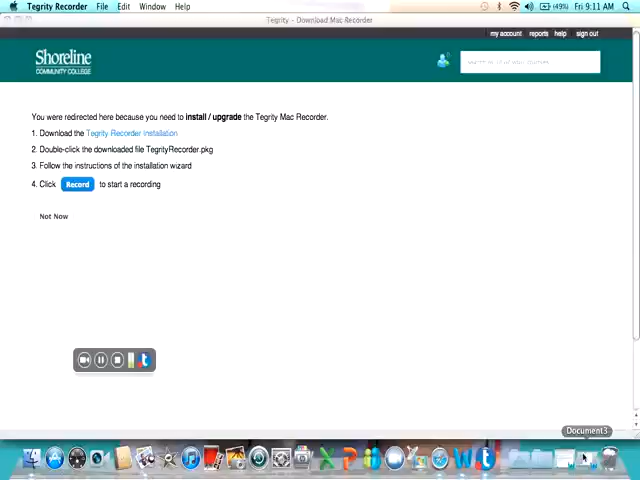 Tegrity Recorder File Edit Window Help (49%) Fri 9:11 AM
Tegrity - Download Mac Recorder
my account reports help sign out
Shoreline
COMMUNITY COLLEGE
You were redirected here because you need to install / upgrade the Tegrity Mac Recorder.
1. Download the Tegrity Recorder Installation
2. Double-click the downloaded file TegrityRecorder.pkg
3. Follow the instructions of the installation wizard
4. Click Record to start a recording
Not Now
Document3